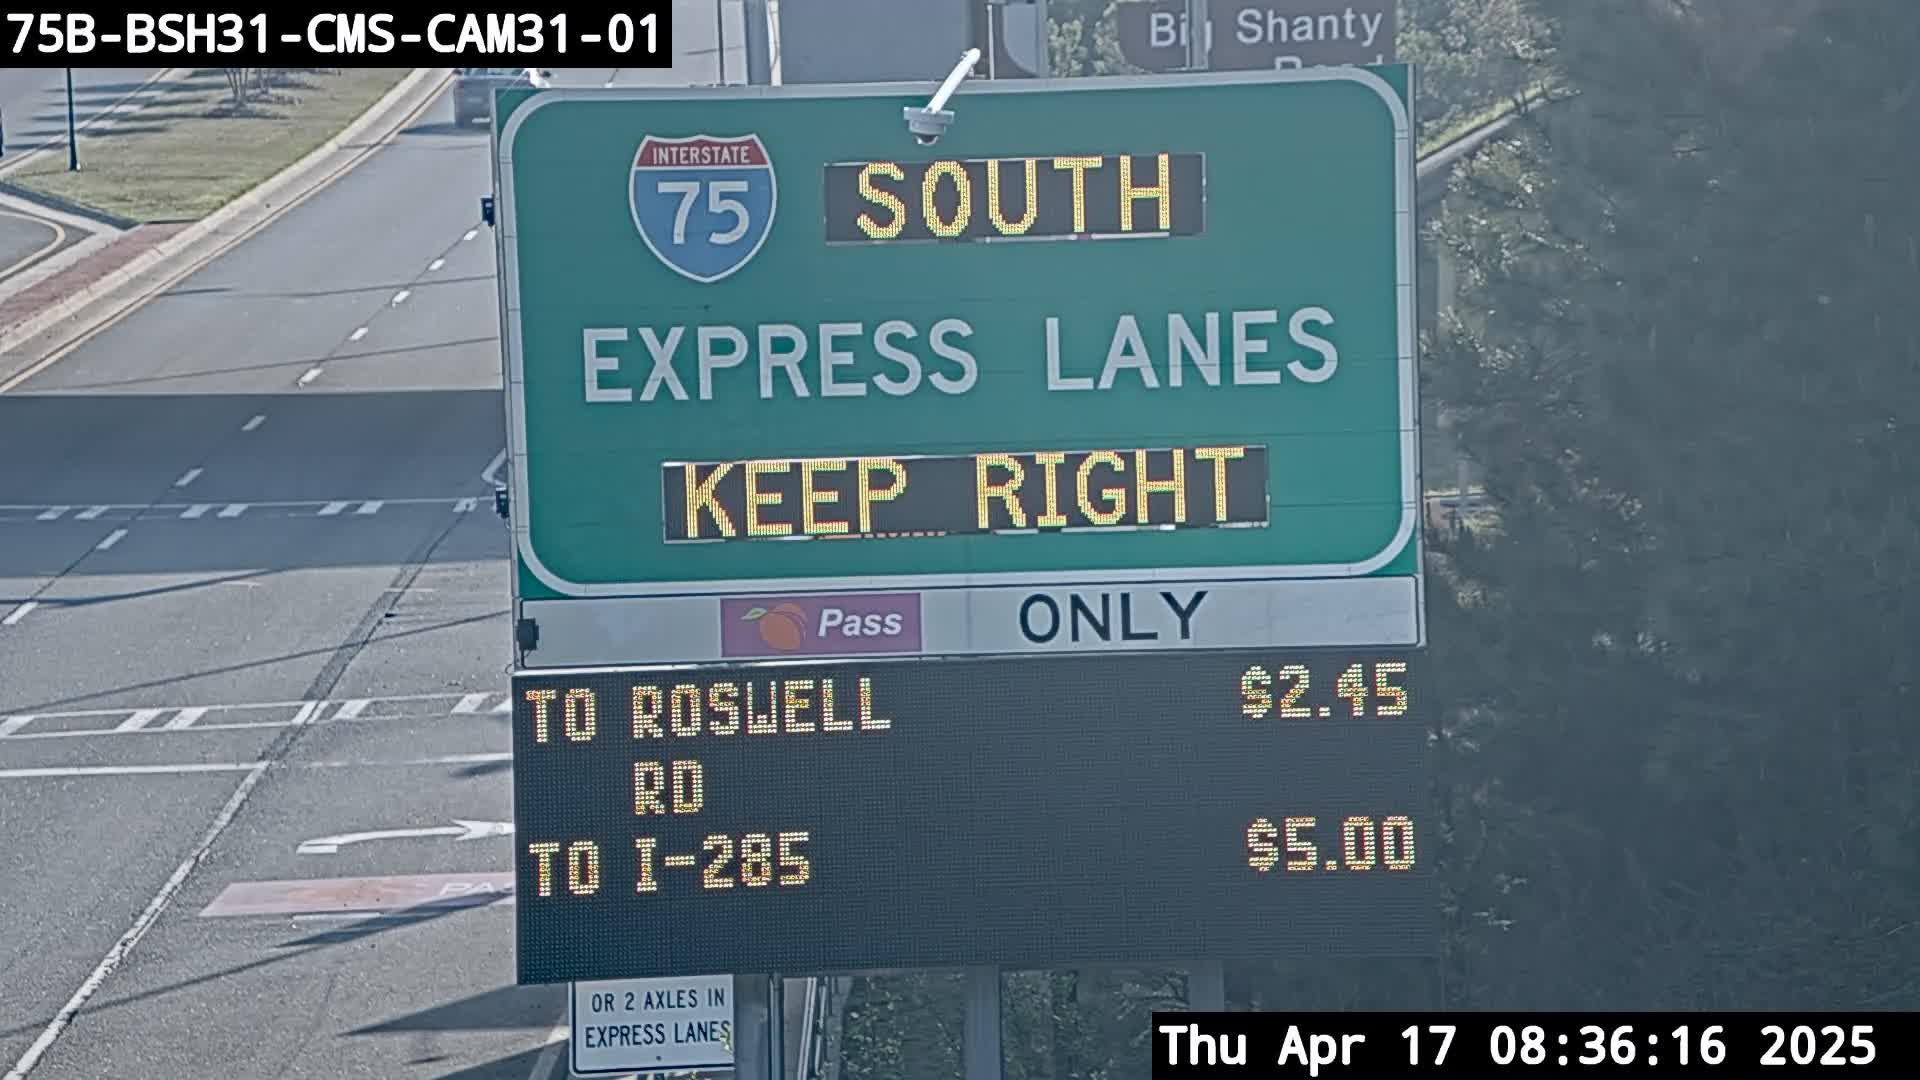 75B-BSH31-CMS-CAM31-01
Big Shanty
Road
INTERSTATE
75
SOUTH
EXPRESS LANES
KEEP RIGHT
Pass ONLY
TO ROSWELL $2.45
RD
TO I-285 $5.00
PA
OR 2 AXLES IN
EXPRESS LANES
Thu Apr 17 08:36:16 2025